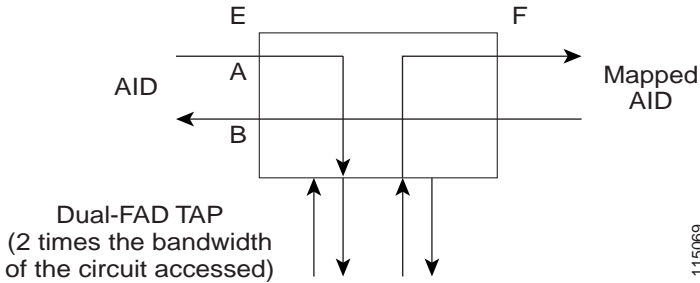 E
F
A
AID
Mapped
AID
B
Dual-FAD TAP
(2 times the bandwidth
of the circuit accessed)
115069